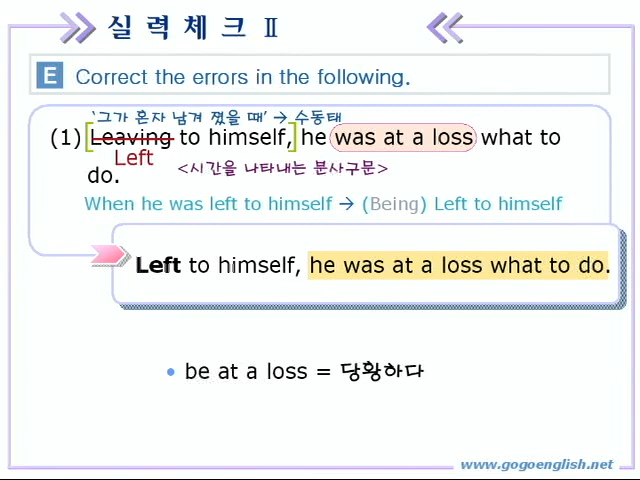 실 력 체 크 Ⅱ
E Correct the errors in the following.
'그가 혼자 남겨 졌을 때' → 수동태
(1) [Leaving to himself,] he was at a loss what to
Left
do.
<시간을 나타내는 분사구문>
When he was left to himself → (Being) Left to himself
Left to himself, he was at a loss what to do.
• be at a loss = 당황하다
www.gogoenglish.net